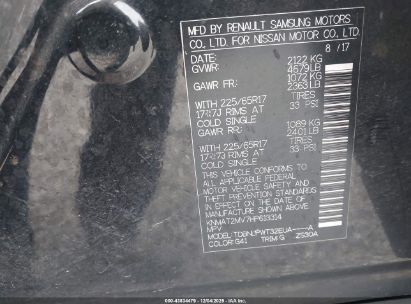 MFD BY RENAULT SAMSUNG MOTORS
CO. LTD. FOR NISSAN MOTOR CO. LTD.
DATE: 8 / 17
GVWR: 2122 KG
4679LB
GAWR FR: 1072 KG
2363LB
WITH 225/65R17 TIRES
17X7J RIMS AT 33 PSI
COLD SINGLE
GAWR RR: 1089 KG
2401LB
WITH 225/65R17 TIRES
17X7J RIMS AT 33 PSI
COLD SINGLE
THIS VEHICLE CONFORMS TO
ALL APPLICABLE FEDERAL
MOTOR VEHICLE SAFETY AND
THEFT PREVENTION STANDARDS
IN EFFECT ON THE DATE OF
MANUFACTURE SHOWN ABOVE
KNMAT2MV7HP613314
MPV
COLOR: G41 TRIM: G